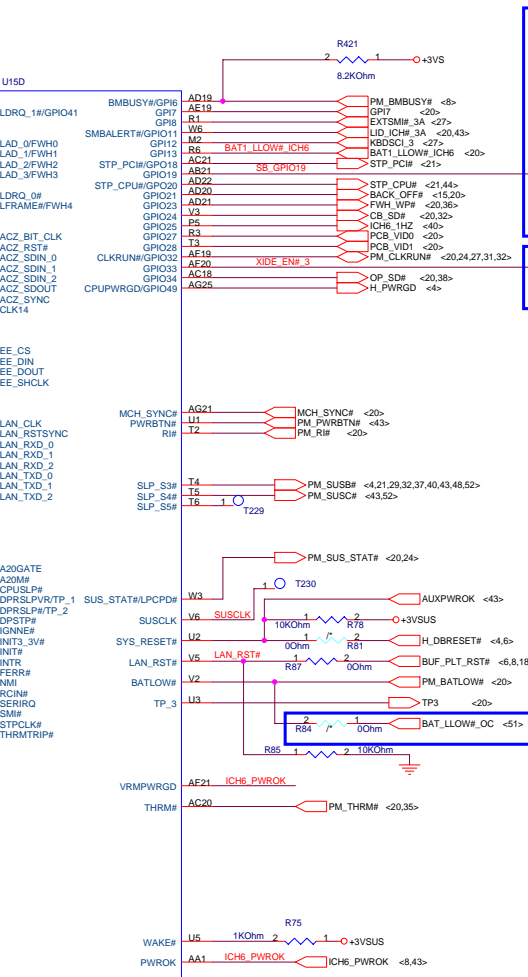 R421
2 1 +3VS
8.2KOhm
U15D
LDRQ_1#/GPIO41
LAD_0/FWH0
LAD_1/FWH1
LAD_2/FWH2
LAD_3/FWH3
LDRQ_0#
LFRAME#/FWH4
ACZ_BIT_CLK
ACZ_RST#
ACZ_SDIN_0
ACZ_SDIN_1
ACZ_SDIN_2
ACZ_SDOUT
ACZ_SYNC
CLK14
EE_CS
EE_DIN
EE_DOUT
EE_SHCLK
LAN_CLK
LAN_RSTSYNC
LAN_RXD_0
LAN_RXD_1
LAN_RXD_2
LAN_TXD_0
LAN_TXD_1
LAN_TXD_2
A20GATE
A20M#
CPUSLP#
DPRSLPVR/TP_1
DPRSLP#/TP_2
DPSTP#
IGNNE#
INIT3_3V#
INIT#
INTR
FERR#
NMI
RCIN#
SERIRQ
SMI#
STPCLK#
THRMTRIP#
BMBUSY#/GPI6 AD19 PM_BMBUSY# <8>
GPI7 AE19 GPI7 <20>
GPI8 R1 EXTSMI#_3A <27>
SMBALERT#/GPIO11 W6 LID_ICH#_3A <20,43>
GPI12 M2 KBDSCI_3 <27>
GPI13 R6 BAT1_LLOW#_ICH6 BAT1_LLOW#_ICH6 <20>
STP_PCI#/GPO18 AC21 STP_PCI# <21>
GPIO19 AB21 SB_GPIO19
STP_CPU#/GPO20 AD22 STP_CPU# <21,44>
GPIO21 AD20 BACK_OFF# <15,20>
GPIO23 AD21 FWH_WP# <20,36>
GPIO24 V3 CB_SD# <20,32>
GPIO25 P5 ICH6_1HZ <40>
GPIO27 R3 PCB_VID0 <20>
GPIO28 T3 PCB_VID1 <20>
CLKRUN#/GPIO32 AF19 PM_CLKRUN# <20,24,27,31,32>
GPIO33 AF20 XIDE_EN#_3
GPIO34 AC18 OP_SD# <20,38>
CPUPWRGD/GPIO49 AG25 H_PWRGD <4>
MCH_SYNC# AG21 MCH_SYNC# <20>
PWRBTN# U1 PM_PWRBTN# <43>
RI# T2 PM_RI# <20>
SLP_S3# T4 PM_SUSB# <4,21,29,32,37,40,43,48,52>
SLP_S4# T5 PM_SUSC# <43,52>
SLP_S5# T6 1 T229
SUS_STAT#/LPCPD# W3 PM_SUS_STAT# <20,24>
1 T230
SUSCLK V6 SUSCLK
AUXPWROK <43>
10KOhm 1 2 R78 +3VSUS
SYS_RESET# U2 0Ohm 1 /* 2 R81 H_DBRESET# <4,6>
LAN_RST# V5 LAN_RST# 1 R87 2 0Ohm BUF_PLT_RST# <6,8,18
BATLOW# V2 PM_BATLOW# <20>
TP_3 U3 TP3 <20>
2 R84 /* 1 0Ohm BAT_LLOW#_OC <51>
R85 1 2 10KOhm
VRMPWRGD AF21 ICH6_PWROK
THRM# AC20 PM_THRM# <20,35>
R75
WAKE# U5 1KOhm 2 1 +3VSUS
PWROK AA1 ICH6_PWROK ICH6_PWROK <8,43>